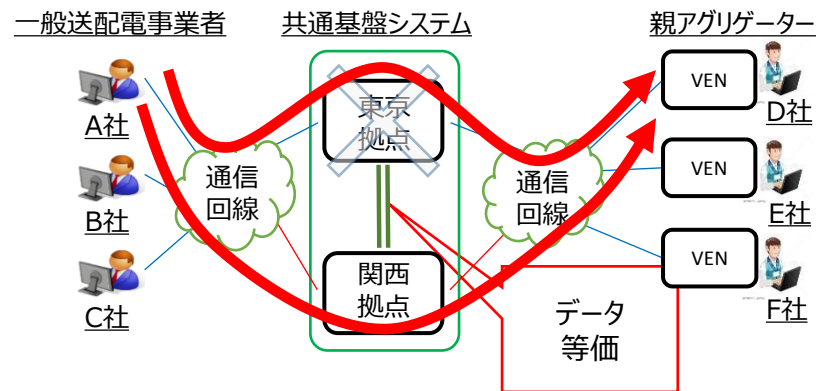 一般送配電事業者
共通基盤システム
親アグリゲーター
A社
B社
C社
通信
回線
東京
拠点
関西
拠点
通信
回線
データ
等価
VEN
D社
VEN
E社
VEN
F社